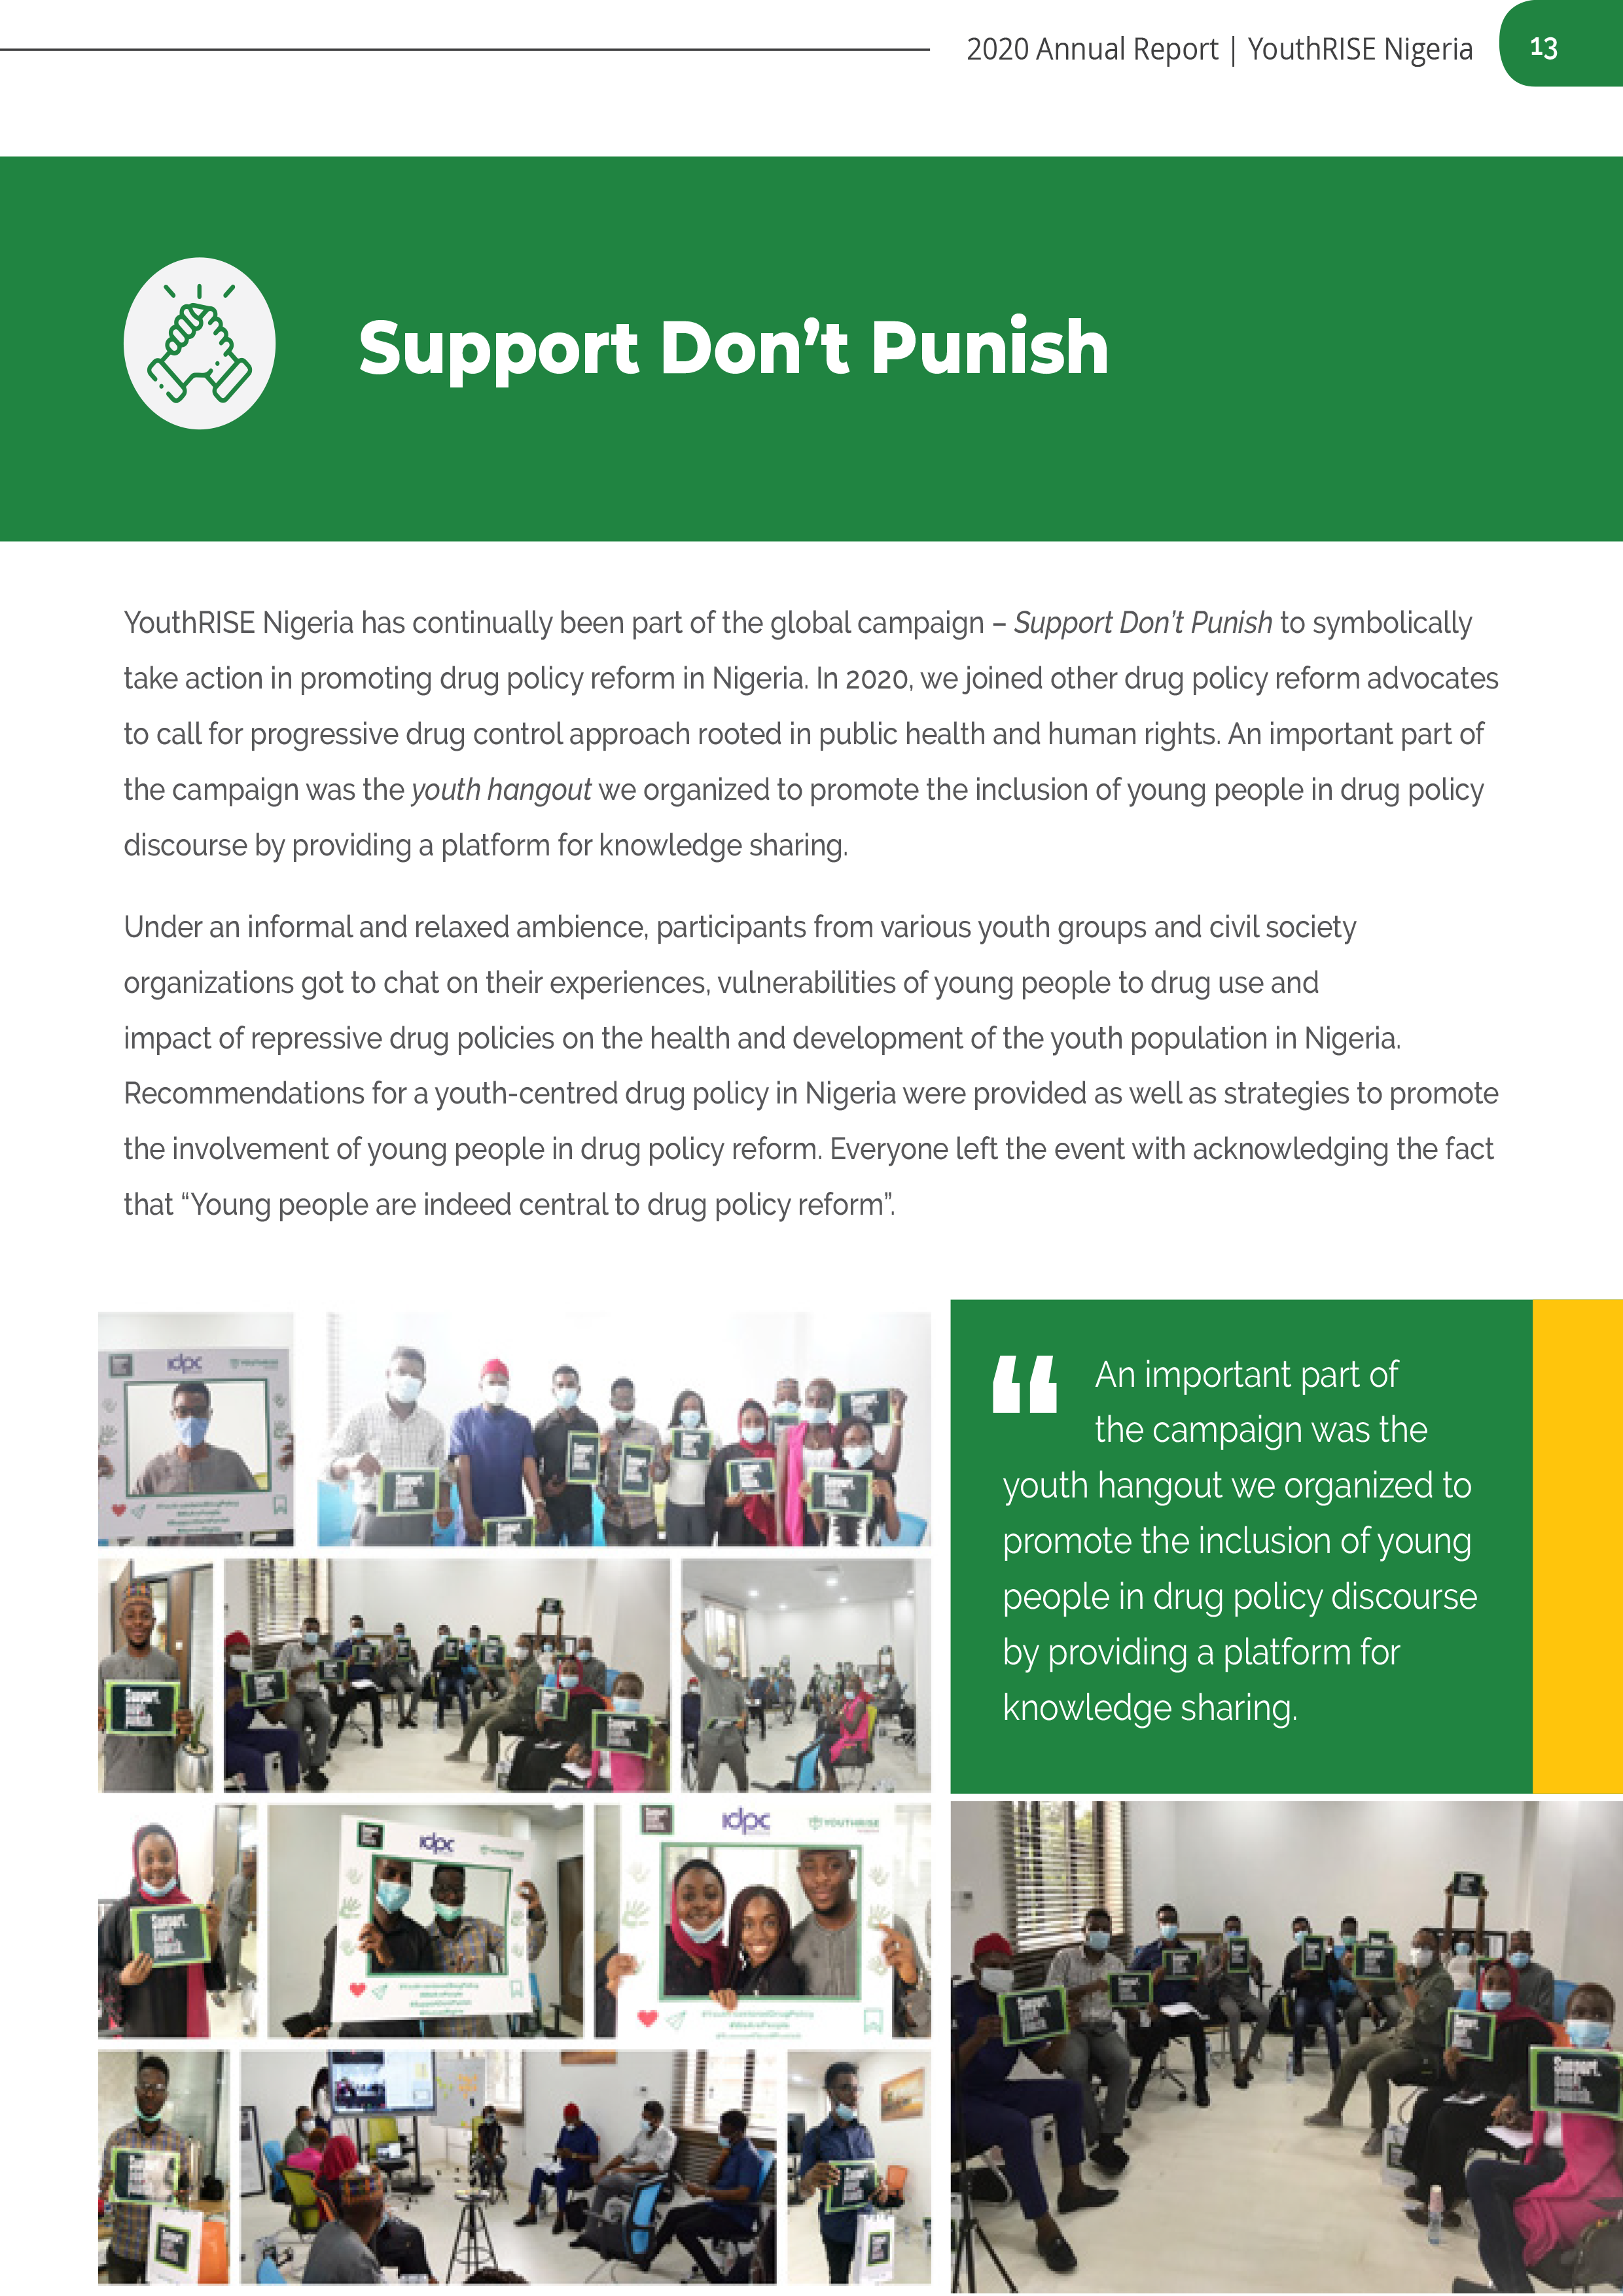 2020 Annual Report | YouthRISE Nigeria
13
Support Don’t Punish
YouthRISE Nigeria has continually been part of the global campaign – Support Don’t Punish to symbolically
take action in promoting drug policy reform in Nigeria. In 2020, we joined other drug policy reform advocates
to call for progressive drug control approach rooted in public health and human rights. An important part of
the campaign was the youth hangout we organized to promote the inclusion of young people in drug policy
discourse by providing a platform for knowledge sharing.
Under an informal and relaxed ambience, participants from various youth groups and civil society
organizations got to chat on their experiences, vulnerabilities of young people to drug use and
impact of repressive drug policies on the health and development of the youth population in Nigeria.
Recommendations for a youth-centred drug policy in Nigeria were provided as well as strategies to promote
the involvement of young people in drug policy reform. Everyone left the event with acknowledging the fact
that “Young people are indeed central to drug policy reform”.
“ An important part of
the campaign was the
youth hangout we organized to
promote the inclusion of young
people in drug policy discourse
by providing a platform for
knowledge sharing.
idpc
YOUTHRISE
idpc
idpc
YOUTHRISE
Support.
Don't
punish.